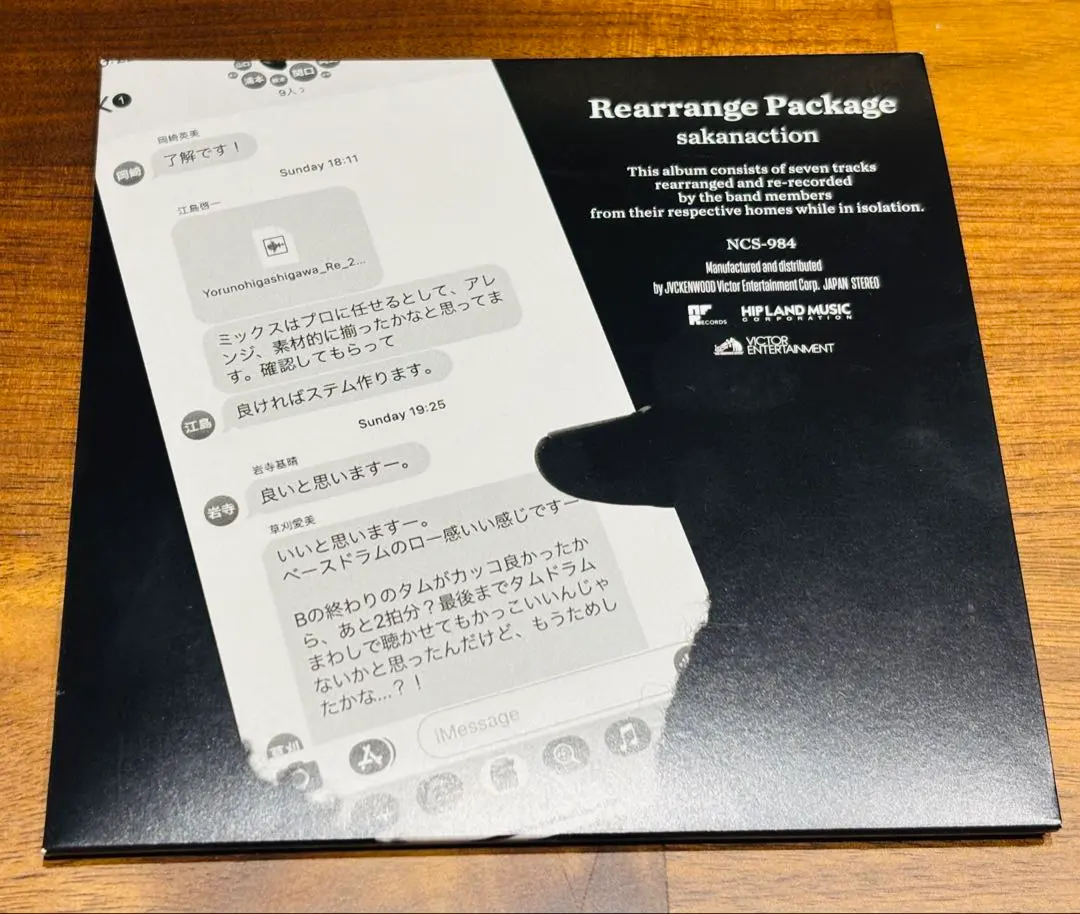 1
山口
濱本
関口
9人
岡崎英美
岡崎
了解です！
Sunday 18:11
江島啓一
Yorunohigashigawa_Re_2...
ミックスはプロに任せるとして、アレ
ンジ、素材的に揃ったかなと思ってま
す。確認してもらって
良ければステム作ります。
江島
Sunday 19:25
岩寺基晴
良いと思いますー。
岩寺
草刈愛美
いいと思いますー。
ベースドラムのロー感いい感じですー
Bの終わりのタムがカッコ良かったか
ら、あと2拍分？最後までタムドラム
まわしで聴かせてもかっこいいんじゃ
ないかと思ったんだけど、もうためし
たかな...？！
草刈
iMessage
Rearrange Package
sakanaction
This album consists of seven tracks
rearranged and re-recorded
by the band members
from their respective homes while in isolation.
NCS-984
Manufactured and distributed
by JVCKENWOOD Victor Entertainment Corp. JAPAN STEREO
NF RECORDS
HIP LAND MUSIC
CORPORATION
VICTOR
ENTERTAINMENT